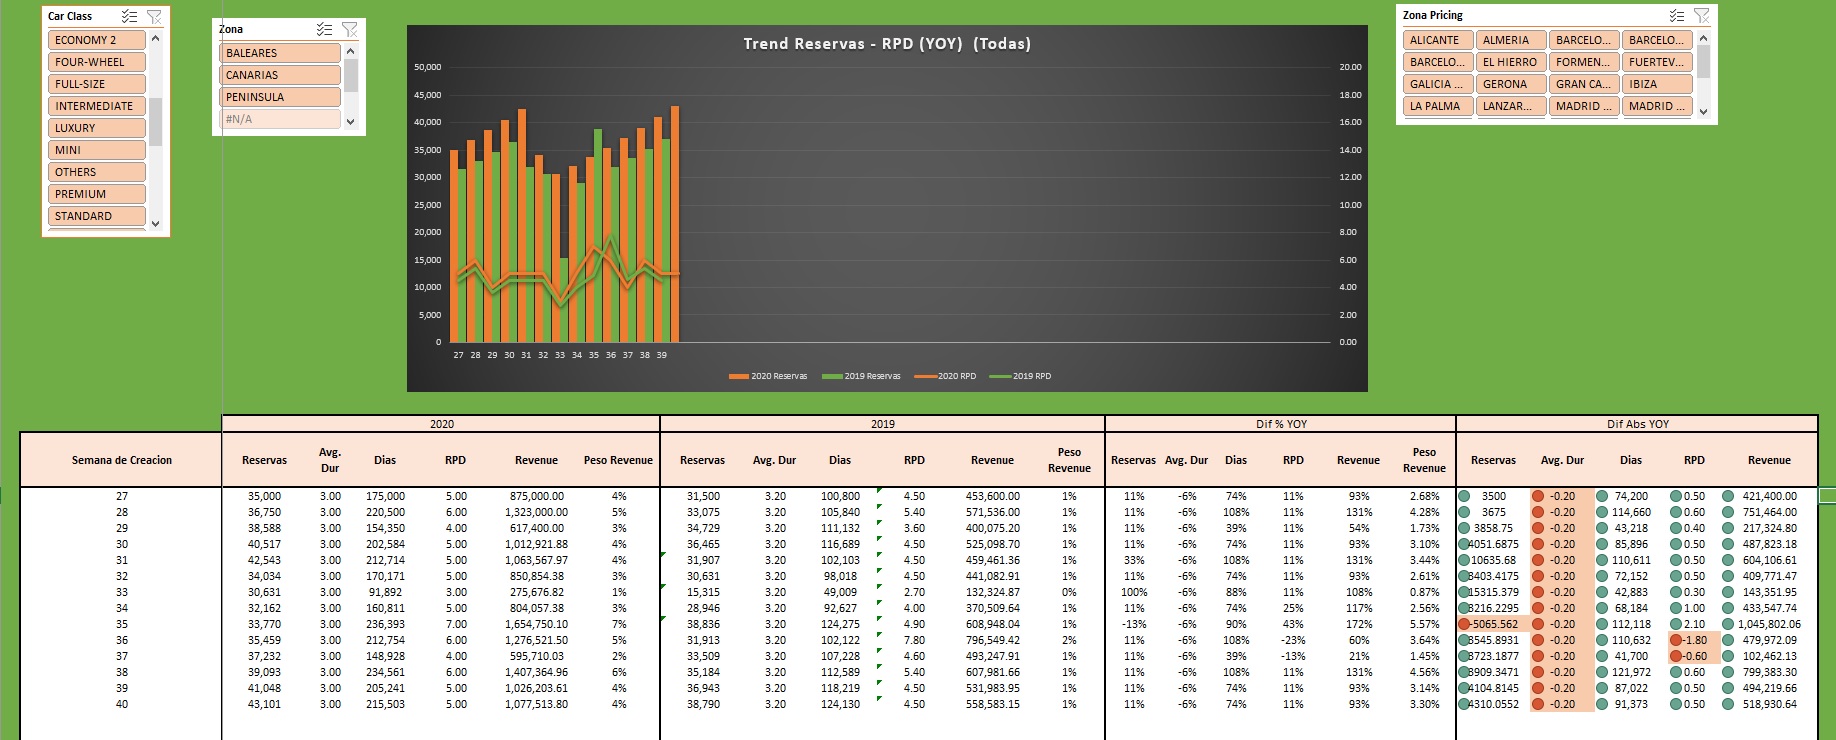 Car Class
ECONOMY 2
FOUR-WHEEL
FULL-SIZE
INTERMEDIATE
LUXURY
MINI
OTHERS
PREMIUM
STANDARD
Zona
BALEARES
CANARIAS
PENINSULA
#N/A
Trend Reservas - RPD (YOY)  (Todas)
50,000 20.00
45,000 18.00
40,000 16.00
35,000 14.00
30,000 12.00
25,000 10.00
20,000 8.00
15,000 6.00
10,000 4.00
5,000 2.00
0 0.00
27 28 29 30 31 32 33 34 35 36 37 38 39
2020 Reservas 2019 Reservas 2020 RPD 2019 RPD
Zona Pricing
ALICANTE ALMERIA BARCELO... BARCELO...
BARCELO... EL HIERRO FORMEN... FUERTEV...
GALICIA ... GERONA GRAN CA... IBIZA
LA PALMA LANZAR... MADRID ... MADRID ...
2020 2019 Dif % YOY Dif Abs YOY
Semana de Creacion Reservas Avg. Dur Dias RPD Revenue Peso Revenue Reservas Avg. Dur Dias RPD Revenue Peso Revenue Reservas Avg. Dur Dias RPD Revenue Peso Revenue Reservas Avg. Dur Dias RPD Revenue
27 35,000 3.00 175,000 5.00 875,000.00 4% 31,500 3.20 100,800 4.50 453,600.00 1% 11% -6% 74% 11% 93% 2.68% 3500 -0.20 74,200 0.50 421,400.00
28 36,750 3.00 220,500 6.00 1,323,000.00 5% 33,075 3.20 105,840 5.40 571,536.00 1% 11% -6% 108% 11% 131% 4.28% 3675 -0.20 114,660 0.60 751,464.00
29 38,588 3.00 154,350 4.00 617,400.00 3% 34,729 3.20 111,132 3.60 400,075.20 1% 11% -6% 39% 11% 54% 1.73% 3858.75 -0.20 43,218 0.40 217,324.80
30 40,517 3.00 202,584 5.00 1,012,921.88 4% 36,465 3.20 116,689 4.50 525,098.70 1% 11% -6% 74% 11% 93% 3.10% 4051.6875 -0.20 85,896 0.50 487,823.18
31 42,543 3.00 212,714 5.00 1,063,567.97 4% 31,907 3.20 102,103 4.50 459,461.36 1% 33% -6% 108% 11% 131% 3.44% 10635.68 -0.20 110,611 0.50 604,106.61
32 34,034 3.00 170,171 5.00 850,854.38 3% 30,631 3.20 98,018 4.50 441,082.91 1% 11% -6% 74% 11% 93% 2.61% 3403.4175 -0.20 72,152 0.50 409,771.47
33 30,631 3.00 91,892 3.00 275,676.82 1% 15,315 3.20 49,009 2.70 132,324.87 0% 100% -6% 88% 11% 108% 0.87% 15315.379 -0.20 42,883 0.30 143,351.95
34 32,162 3.00 160,811 5.00 804,057.38 3% 28,946 3.20 92,627 4.00 370,509.64 1% 11% -6% 74% 25% 117% 2.56% 3216.2295 -0.20 68,184 1.00 433,547.74
35 33,770 3.00 236,393 7.00 1,654,750.10 7% 38,836 3.20 124,275 4.90 608,948.04 1% -13% -6% 90% 43% 172% 5.57% -5065.562 -0.20 112,118 2.10 1,045,802.06
36 35,459 3.00 212,754 6.00 1,276,521.50 5% 31,913 3.20 102,122 7.80 796,549.42 2% 11% -6% 108% -23% 60% 3.64% 3545.8931 -0.20 110,632 -1.80 479,972.09
37 37,232 3.00 148,928 4.00 595,710.03 2% 33,509 3.20 107,228 4.60 493,247.91 1% 11% -6% 39% -13% 21% 1.45% 3723.1877 -0.20 41,700 -0.60 102,462.13
38 39,093 3.00 234,561 6.00 1,407,364.96 6% 35,184 3.20 112,589 5.40 607,981.66 1% 11% -6% 108% 11% 131% 4.56% 3909.3471 -0.20 121,972 0.60 799,383.30
39 41,048 3.00 205,241 5.00 1,026,203.61 4% 36,943 3.20 118,219 4.50 531,983.95 1% 11% -6% 74% 11% 93% 3.14% 4104.8145 -0.20 87,022 0.50 494,219.66
40 43,101 3.00 215,503 5.00 1,077,513.80 4% 38,790 3.20 124,130 4.50 558,583.15 1% 11% -6% 74% 11% 93% 3.30% 4310.0552 -0.20 91,373 0.50 518,930.64